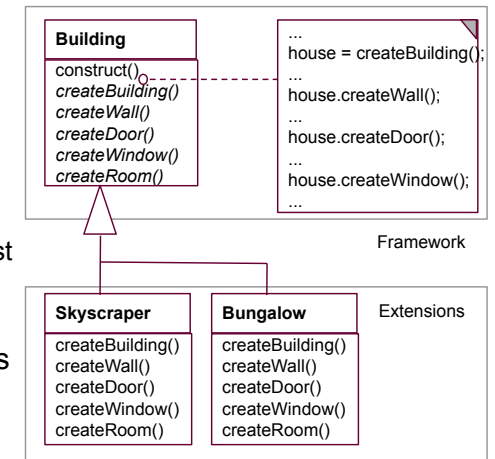 Building
construct()
createBuilding()
createWall()
createDoor()
createWindow()
createRoom()
...
house = createBuilding();
...
house.createWall();
...
house.createDoor();
...
house.createWindow();
...
Framework
st
s
Extensions
Skyscraper
createBuilding()
createWall()
createDoor()
createWindow()
createRoom()
Bungalow
createBuilding()
createWall()
createDoor()
createWindow()
createRoom()